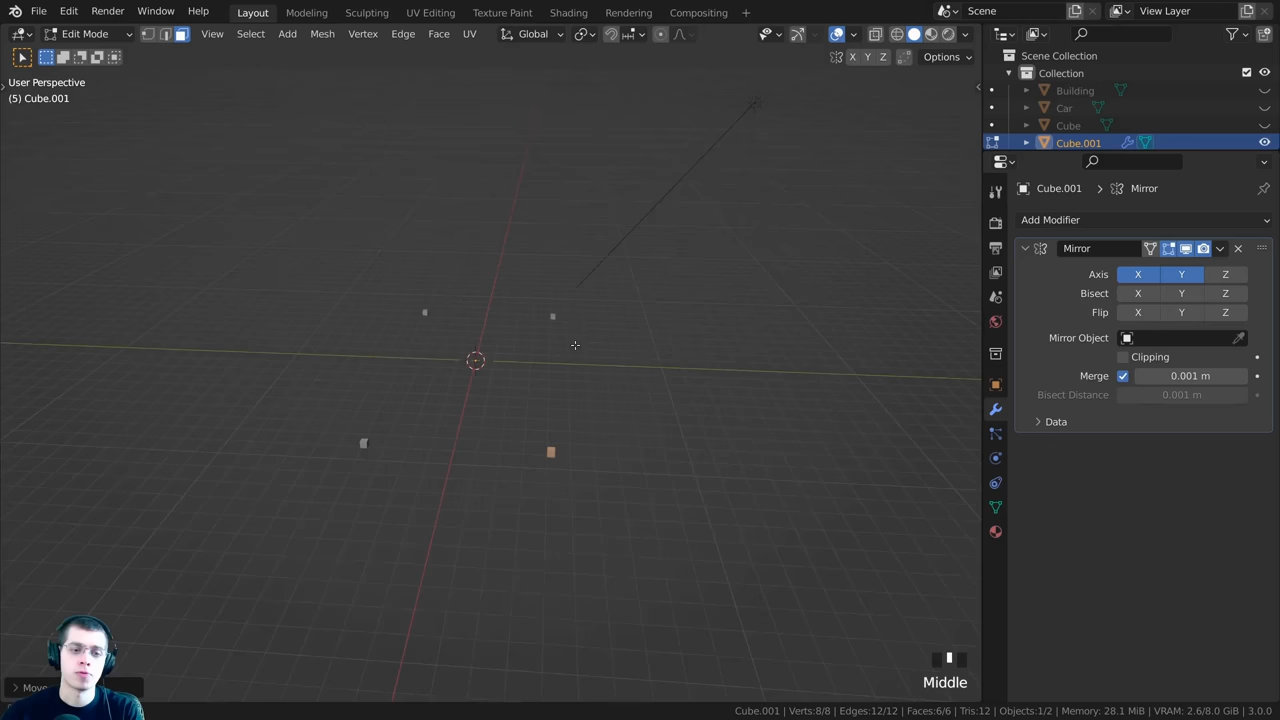 File Edit Render Window Help Layout Modeling Sculpting UV Editing Texture Paint Shading Rendering Compositing Scene View Layer
Edit Mode View Select Add Mesh Vertex Edge Face UV Global
X Y Z Options
User Perspective
(5) Cube.001
Scene Collection
Collection
Building
Car
Cube
Cube.001
Cube.001 > Mirror
Add Modifier
Mirror
Axis X Y Z
Bisect X Y Z
Flip X Y Z
Mirror Object
Clipping
Merge 0.001 m
Bisect Distance 0.001 m
Data
Move
Middle
Cube.001 | Verts:8/8 | Edges:12/12 | Faces:6/6 | Tris:12 | Objects:1/2 | Memory: 28.1 MiB | VRAM: 2.6/8.0 GiB | 3.0.0